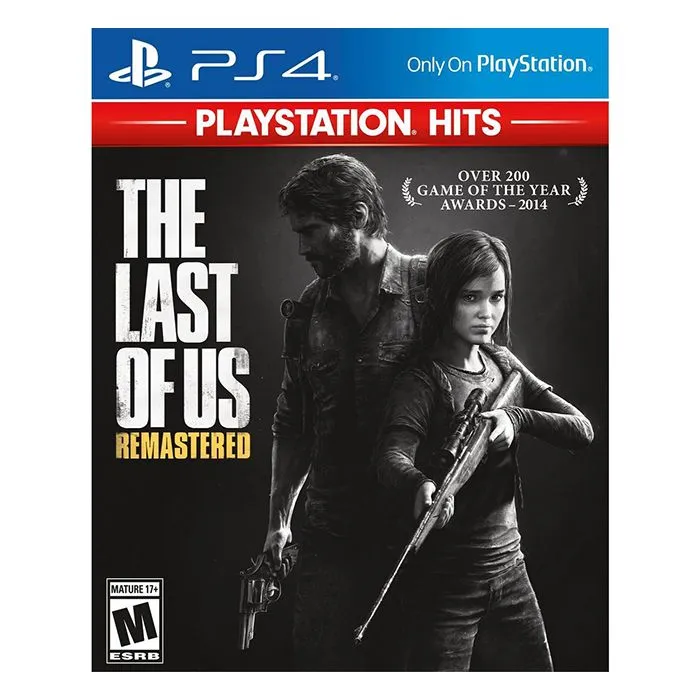 PS4
Only On PlayStation
PLAYSTATION HITS
OVER 200
GAME OF THE YEAR
AWARDS – 2014
THE
LAST
OF US
REMASTERED
MATURE 17+
M
ESRB